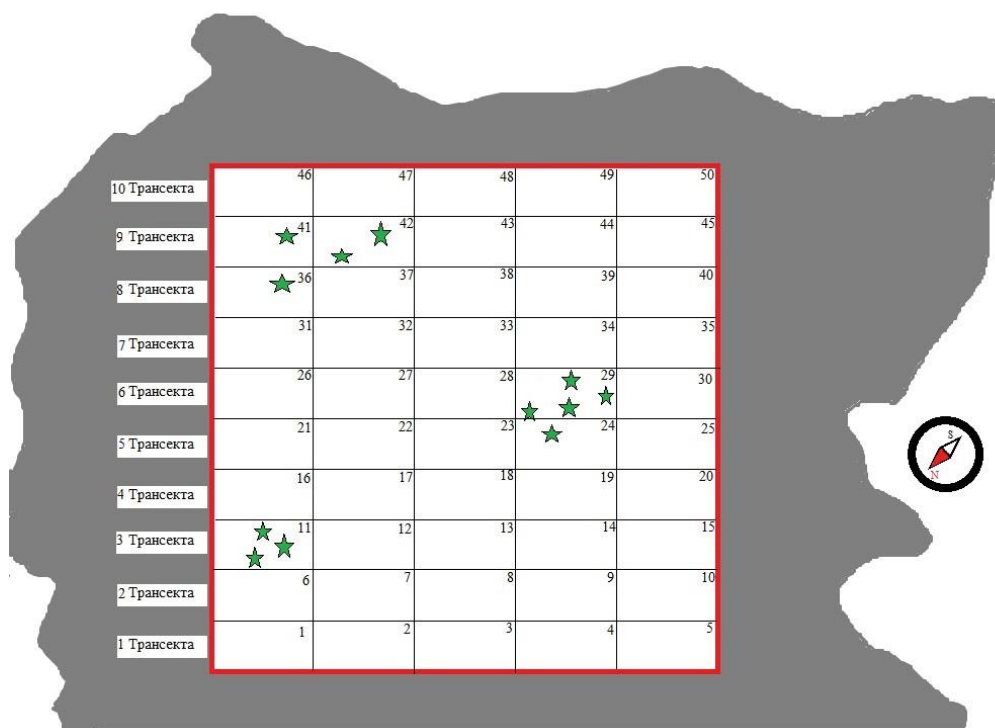 46 47 48 49 50
10 Трансекта
41 42 43 44 45
9 Трансекта
36 37 38 39 40
8 Трансекта
31 32 33 34 35
7 Трансекта
26 27 28 29 30
6 Трансекта
21 22 23 24 25
5 Трансекта
S
N
16 17 18 19 20
4 Трансекта
11 12 13 14 15
3 Трансекта
6 7 8 9 10
2 Трансекта
1 2 3 4 5
1 Трансекта